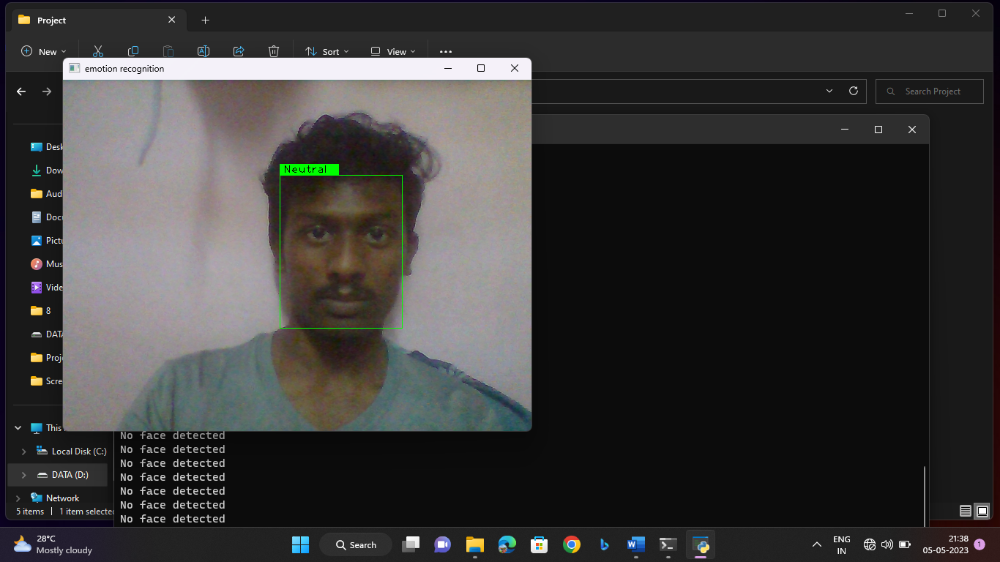 Project
New
Sort
View
emotion recognition
Search Project
Desk
Dow
Neutral
Aud
Docu
Pictu
Mus
Vide
8
DATA
Proje
Scre
This
Local Disk (C:)
DATA (D:)
Network
No face detected
No face detected
No face detected
No face detected
No face detected
No face detected
No face detected
5 items
1 item selected
28°C
Mostly cloudy
Search
ENG
IN
21:38
05-05-2023
1